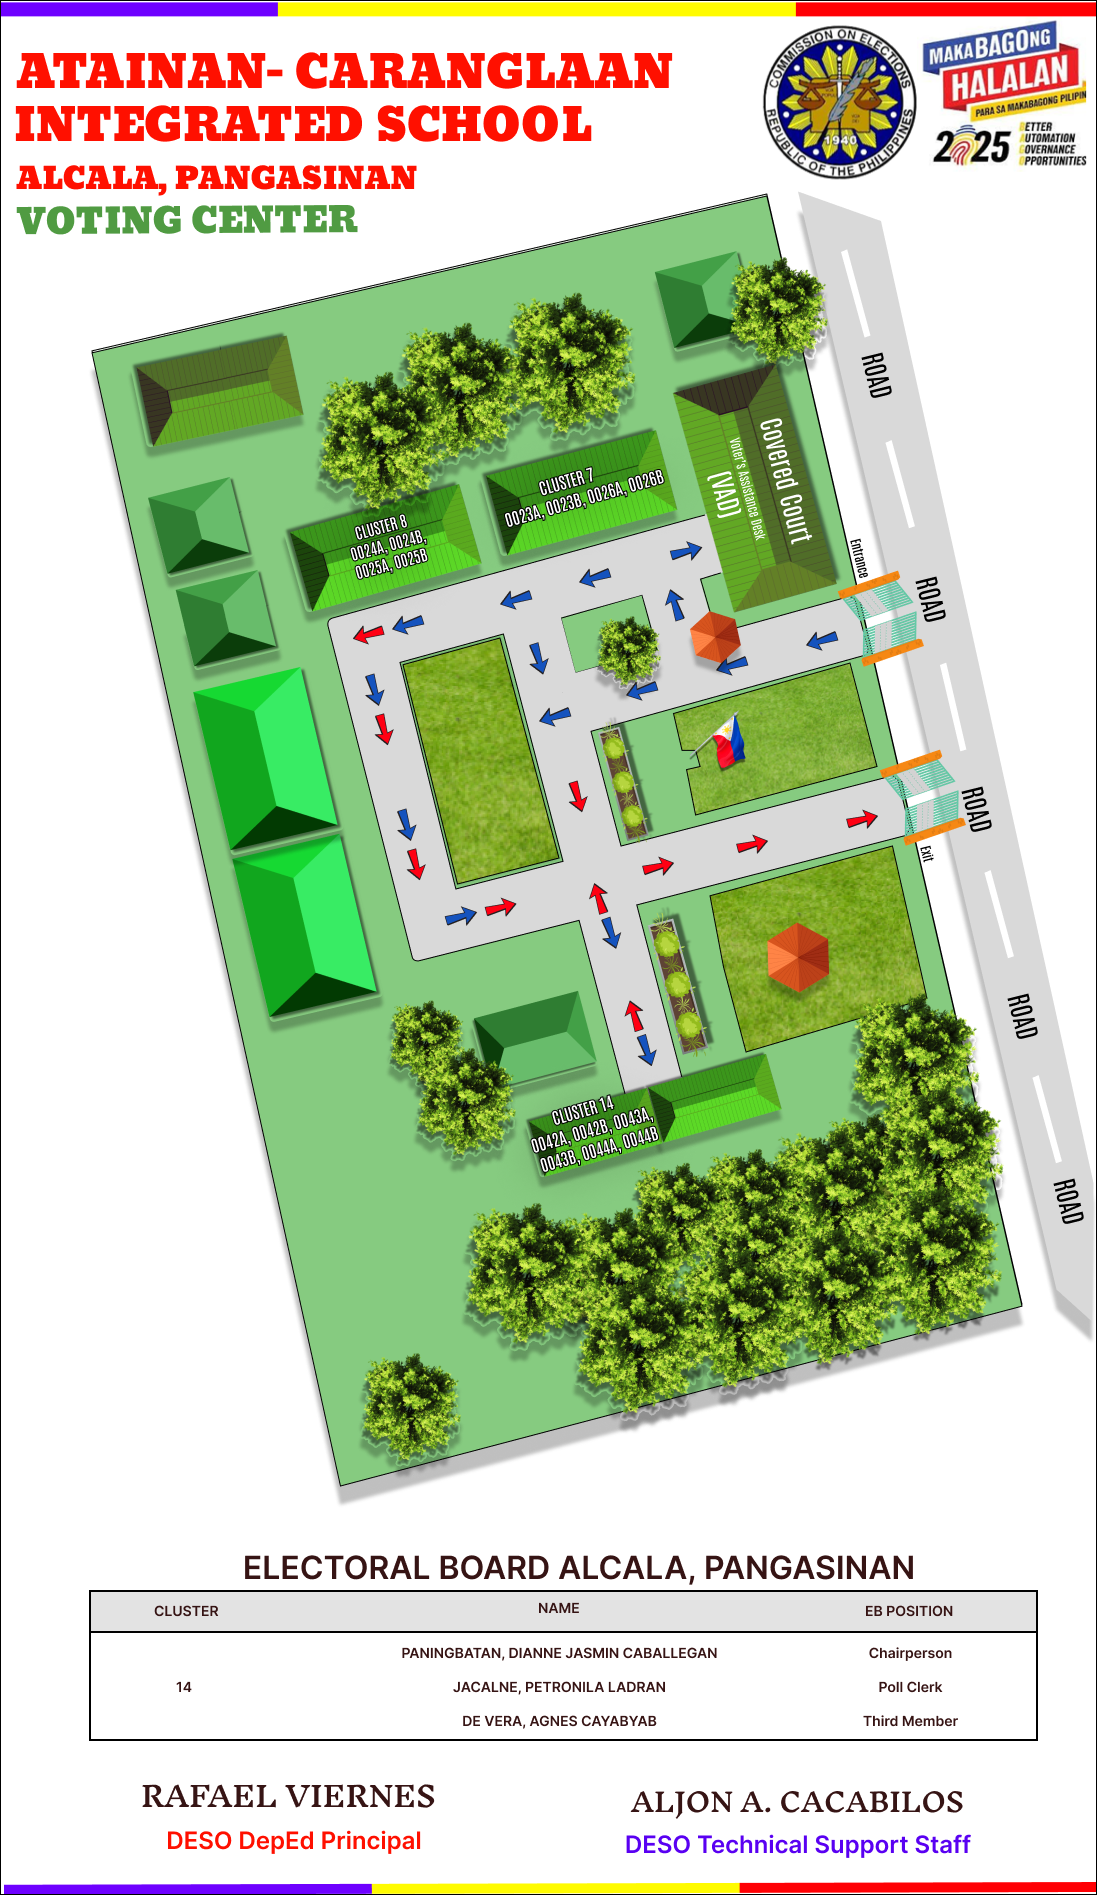 ATAINAN- CARANGLAAN
INTEGRATED SCHOOL
ALCALA, PANGASINAN
VOTING CENTER
COMMISSION ON ELECTIONS
1940
REPUBLIC OF THE PHILIPPINES
MAKABAGONG
HALALAN
PARA SA MAKABAGONG PILIPIN
2025
BETTER
AUTOMATION
GOVERNANCE
OPPORTUNITIES
ROAD
Covered Court
Voter's Assistance Desk
(VAD)
CLUSTER 7
0023A, 0023B, 0026A, 0026B
CLUSTER 8
0024A, 0024B,
0025A, 0025B
Entrance
ROAD
ROAD
Exit
ROAD
CLUSTER 14
0042A, 0042B, 0043A,
0043B, 0044A, 0044B
ROAD
ELECTORAL BOARD ALCALA, PANGASINAN
CLUSTER NAME EB POSITION
PANINGBATAN, DIANNE JASMIN CABALLEGAN Chairperson
14 JACALNE, PETRONILA LADRAN Poll Clerk
DE VERA, AGNES CAYABYAB Third Member
RAFAEL VIERNES
DESO DepEd Principal
ALJON A. CACABILOS
DESO Technical Support Staff